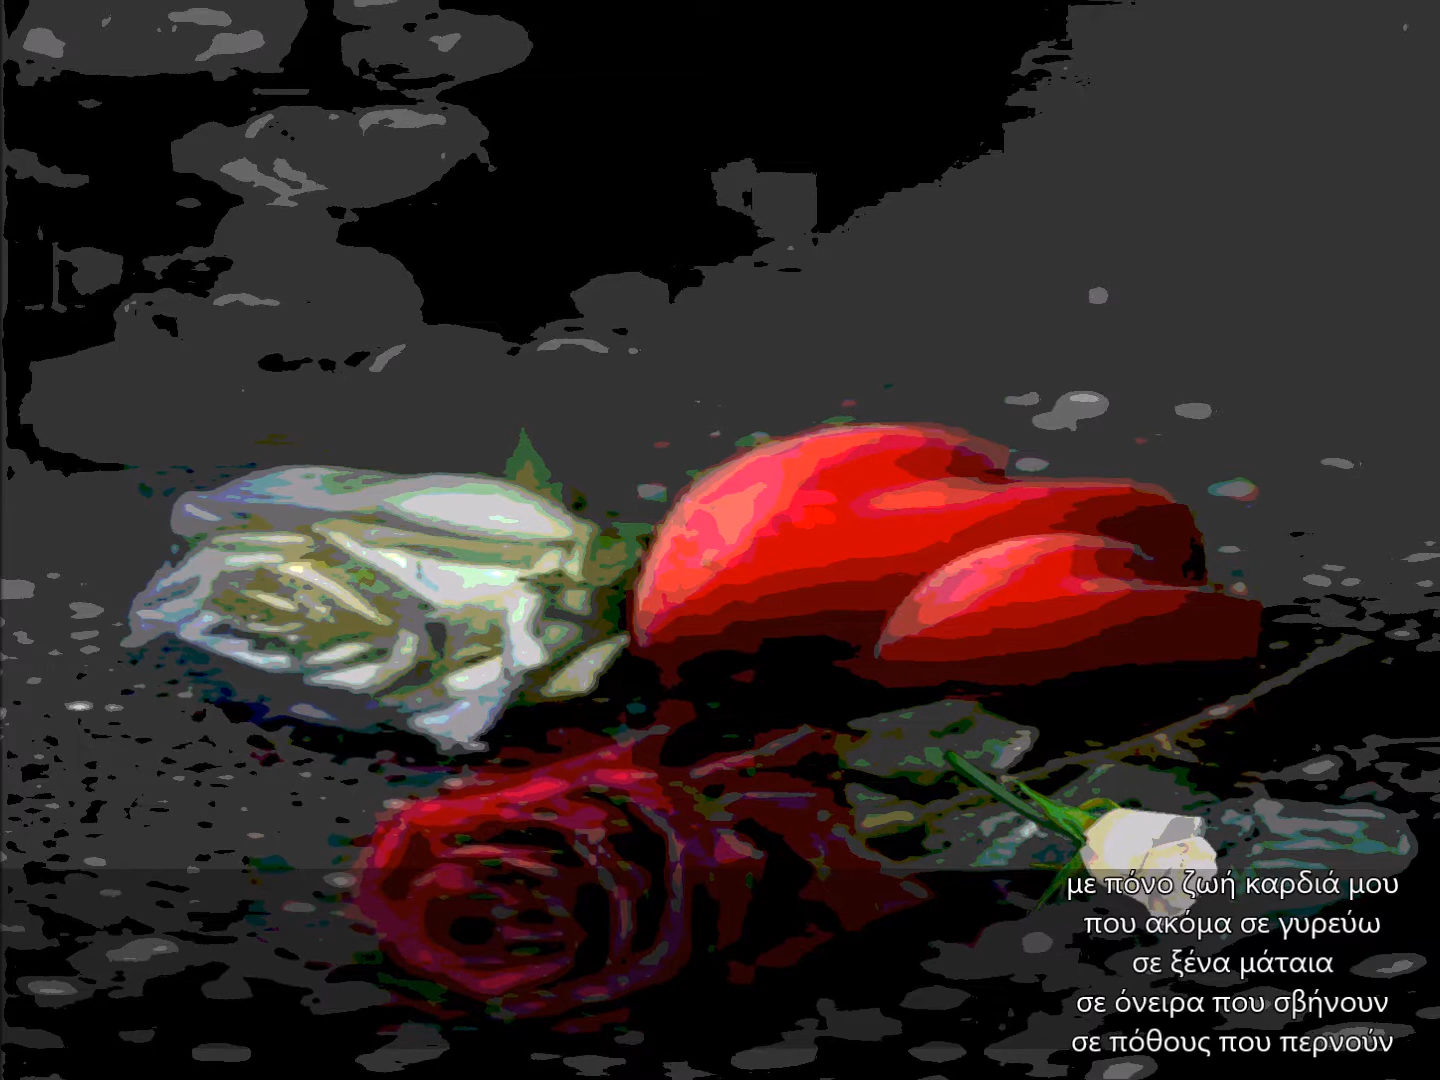 με πόνο ζωή καρδιά μου
που ακόμα σε γυρεύω
σε ξένα μάταια
σε όνειρα που σβήνουν
σε πόθους που περνούν